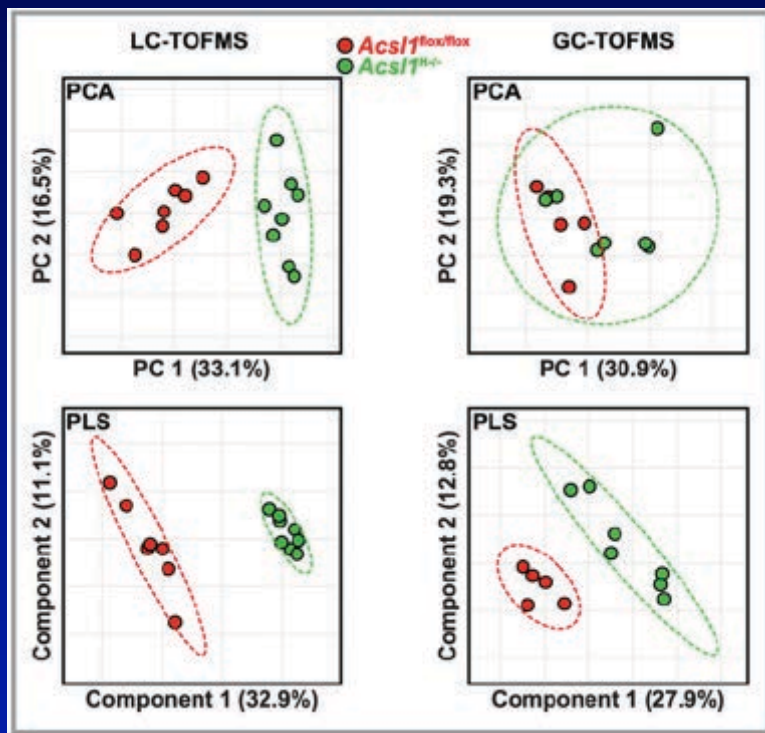 LC-TOFMS
Acsl1flox/flox
Acsl1H-/-
GC-TOFMS
PCA
PC 2 (16.5%)
PC 1 (33.1%)
PCA
PC 2 (19.3%)
PC 1 (30.9%)
PLS
Component 2 (11.1%)
Component 1 (32.9%)
PLS
Component 2 (12.8%)
Component 1 (27.9%)